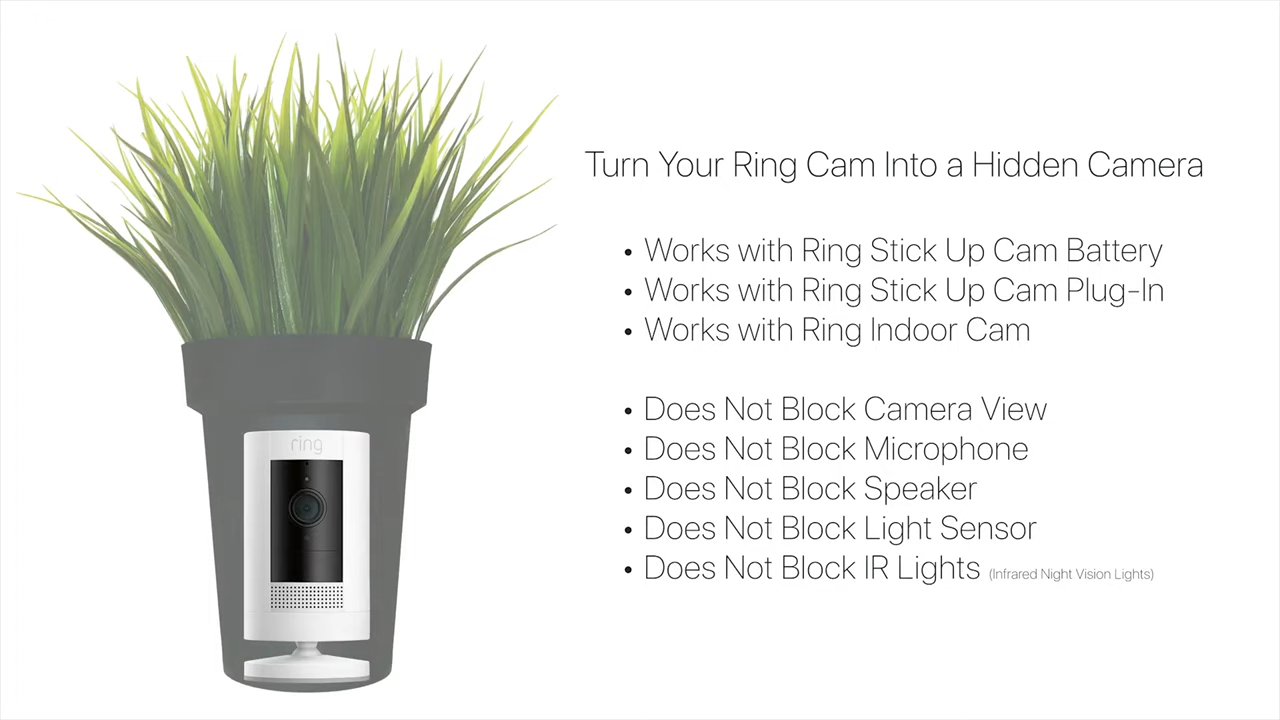 Turn Your Ring Cam Into a Hidden Camera
• Works with Ring Stick Up Cam Battery
• Works with Ring Stick Up Cam Plug-In
• Works with Ring Indoor Cam
• Does Not Block Camera View
• Does Not Block Microphone
• Does Not Block Speaker
• Does Not Block Light Sensor
• Does Not Block IR Lights (Infrared Night Vision Lights)
ring